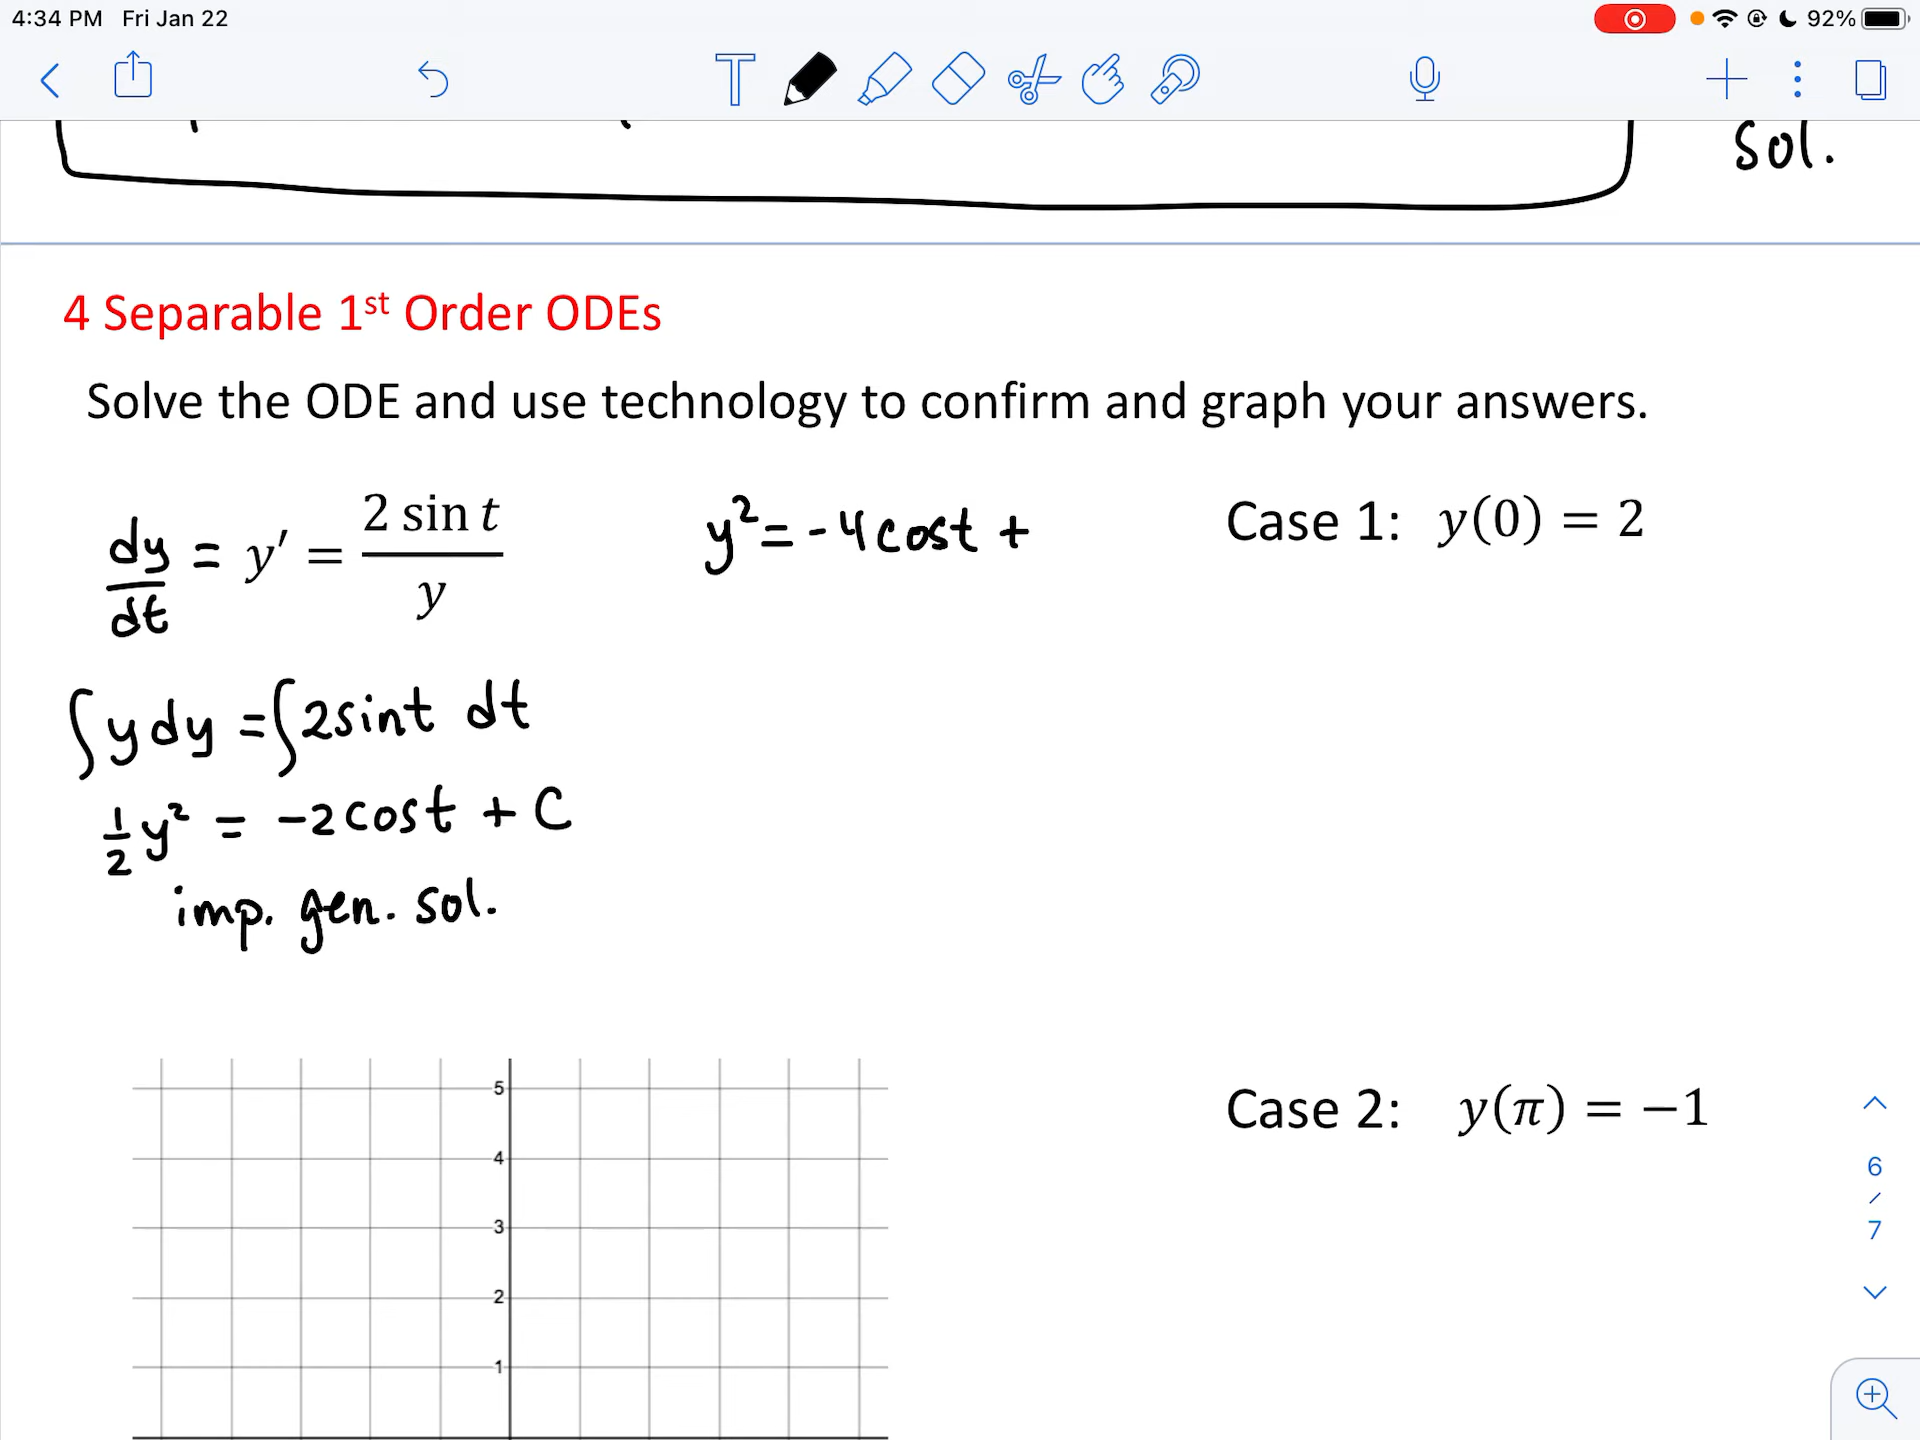 4:34 PM Fri Jan 22
92%
sol.
4 Separable 1st Order ODEs
Solve the ODE and use technology to confirm and graph your answers.
dy/dt = y′ = 2 sin t / y
y² = -4cost +
Case 1: y(0) = 2
∫ydy = ∫2sint dt
½y² = -2cost + C
imp. gen. sol.
Case 2: y(π) = −1
5
4
3
2
1
6
/
7